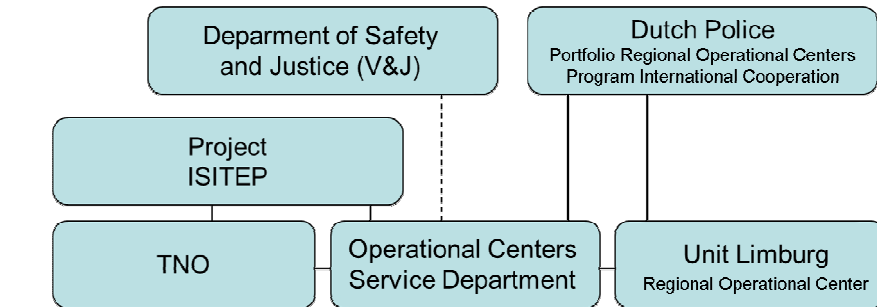 Deparment of Safety
and Justice (V&J)
Dutch Police
Portfolio Regional Operational Centers
Program International Cooperation
Project
ISITEP
TNO
Operational Centers
Service Department
Unit Limburg
Regional Operational Center